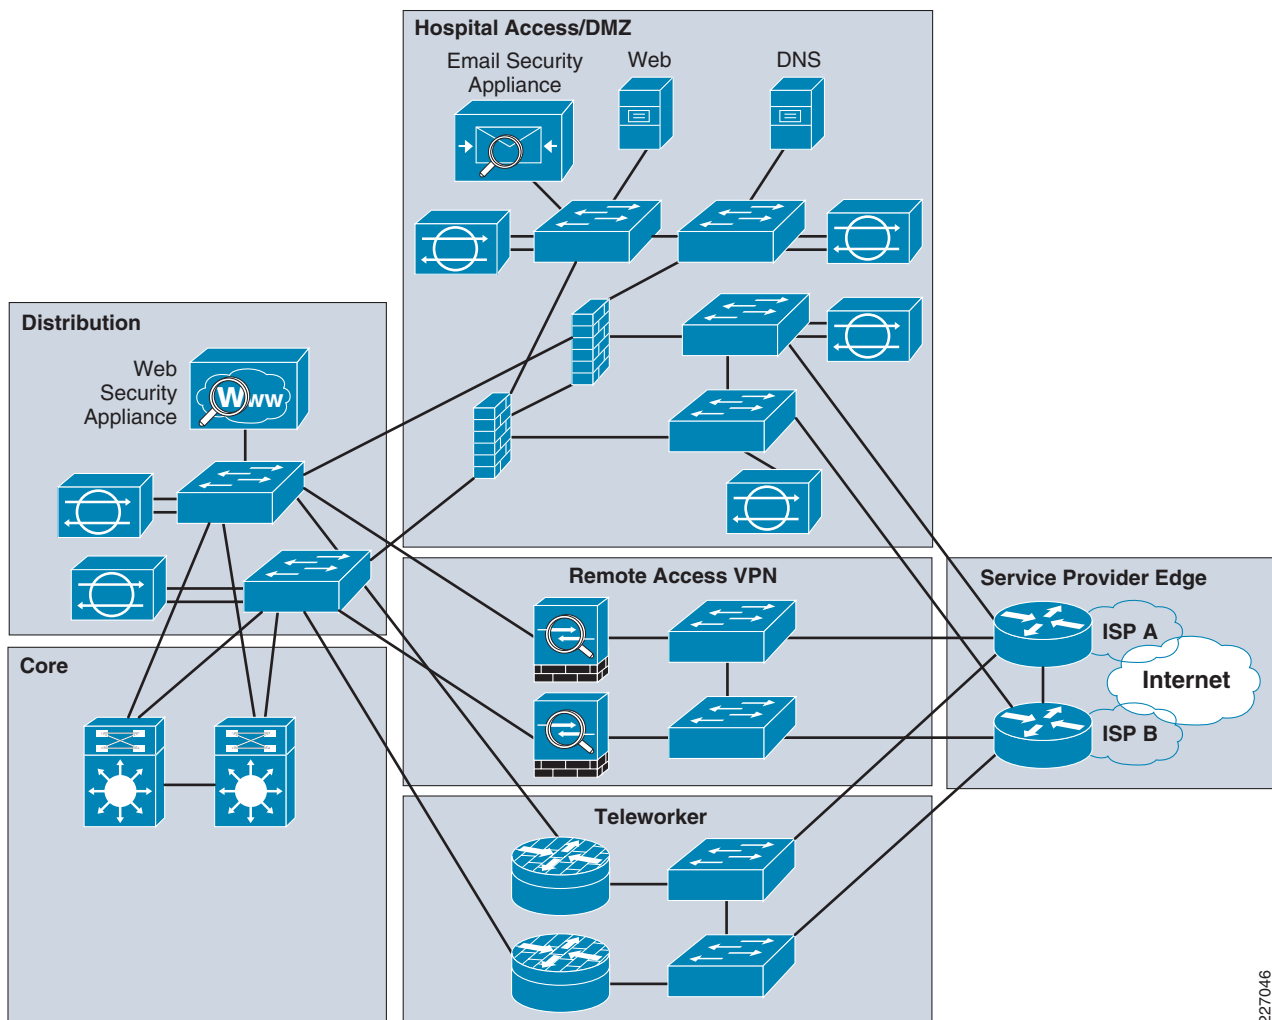 Hospital Access/DMZ
Email Security
Appliance
Web
DNS
Distribution
Web
Security
Appliance
Www
Remote Access VPN
Service Provider Edge
ISP A
Internet
ISP B
Core
Teleworker
227046